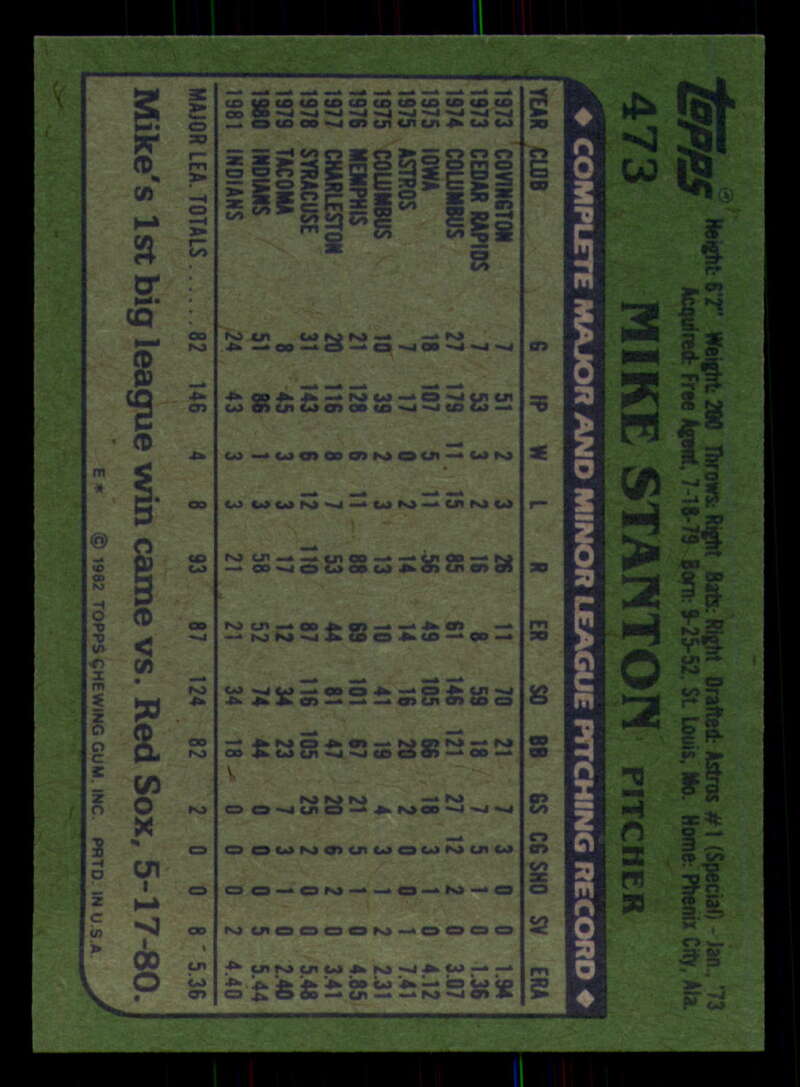 Topps®
473
Height: 6'2" Weight: 200 Throws: Right Bats: Right Drafted: Astros #1 (Special) - Jan., '73
Acquired: Free Agent, 7-18-79 Born: 9-25-52, St. Louis, Mo. Home: Phenix City, Ala.
MIKE STANTON PITCHER
◆ COMPLETE MAJOR AND MINOR LEAGUE PITCHING RECORD ◆
YEAR CLUB G IP W L R ER SO BB GS CG SHO SV ERA
1973 COVINGTON 7 51 2 3 26 11 70 21 7 3 0 0 1.94
1973 CEDAR RAPIDS 7 53 3 2 16 8 59 18 7 5 1 0 1.36
1974 COLUMBUS 27 179 11 15 85 61 146 121 27 12 2 0 3.07
1975 IOWA 18 107 5 11 56 49 105 66 18 3 1 0 4.12
1975 ASTROS 7 17 0 2 14 14 16 20 2 0 0 1 7.41
1975 COLUMBUS 10 39 2 3 13 10 41 19 4 3 1 2 2.31
1976 MEMPHIS 21 128 6 11 88 69 101 67 21 5 1 0 4.85
1977 CHARLESTON 20 116 8 7 53 44 81 47 20 6 2 0 3.41
1978 SYRACUSE 31 143 6 12 110 87 116 105 25 2 0 0 5.48
1979 TACOMA 8 45 3 3 17 12 34 23 7 3 1 0 2.40
1980 INDIANS 51 86 1 3 58 52 74 44 0 0 0 5 5.44
1981 INDIANS 24 43 3 3 21 21 34 18 0 0 0 2 4.40
MAJOR LEA. TOTALS...... 82 146 4 8 93 87 124 82 2 0 0 8 5.36
Mike's 1st big league win came vs. Red Sox, 5-17-80.
E* © 1982 TOPPS CHEWING GUM, INC. PRTD. IN U.S.A.